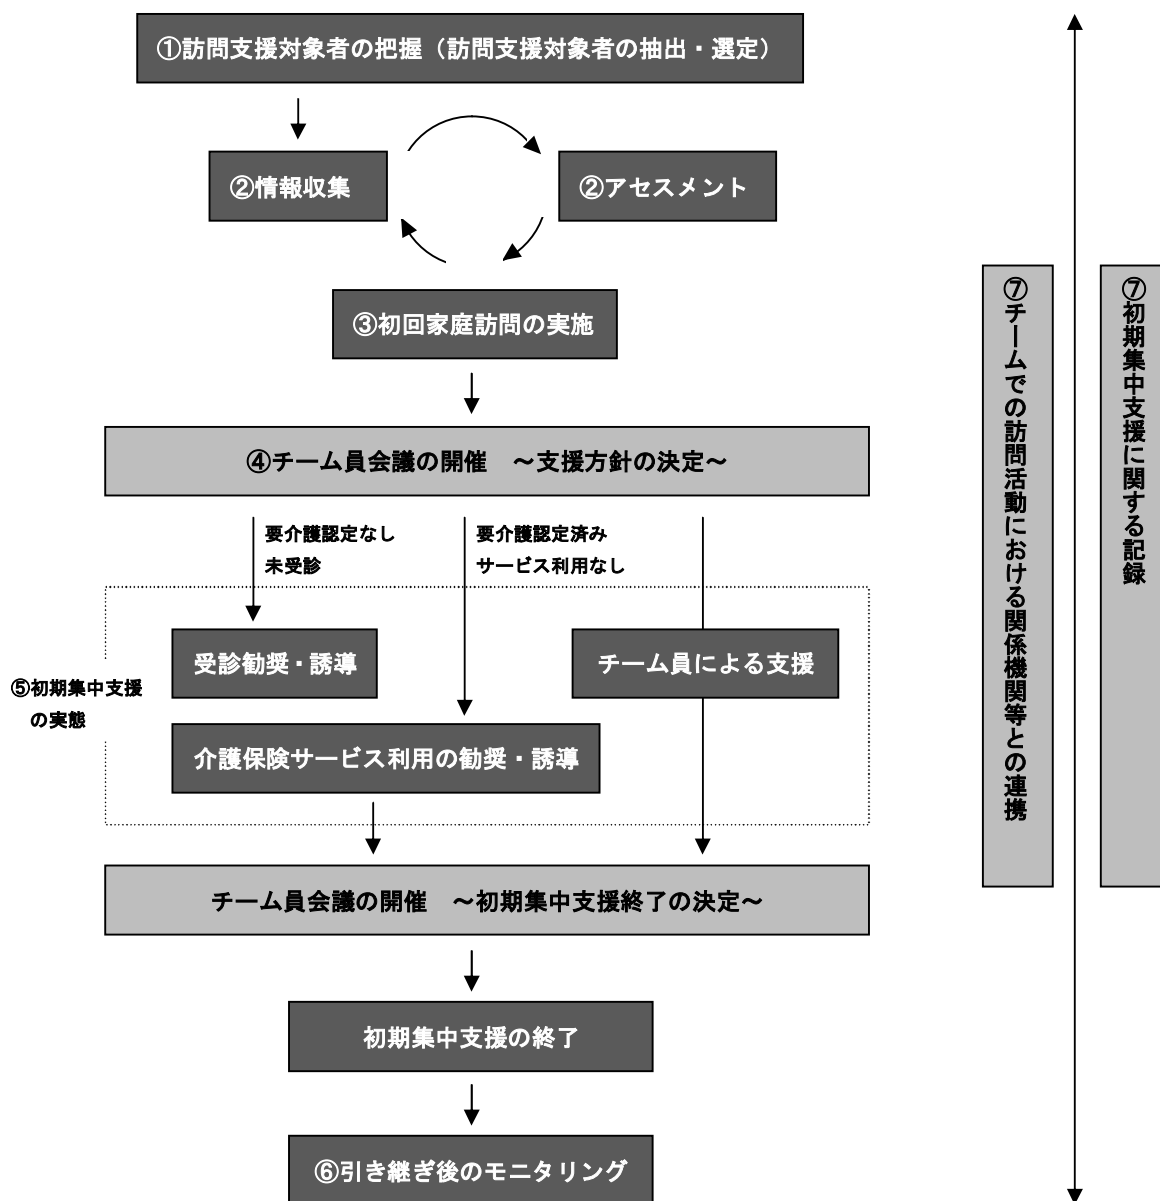 ①訪問支援対象者の把握(訪問支援対象者の抽出・選定)
②情報収集
②アセスメント
③初回家庭訪問の実施
④チーム員会議の開催 ～支援方針の決定～
要介護認定なし
未受診
要介護認定済み
サービス利用なし
⑤初期集中支援
の実態
受診勧奨・誘導
チーム員による支援
介護保険サービス利用の勧奨・誘導
チーム員会議の開催 ～初期集中支援終了の決定～
初期集中支援の終了
⑥引き継ぎ後のモニタリング
⑦チームでの訪問活動における関係機関等との連携
⑦初期集中支援に関する記録